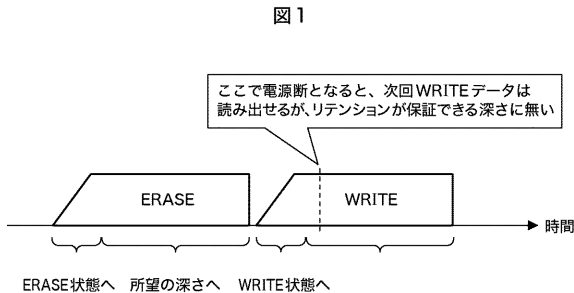 図1
ここで電源断となると、次回WRITEデータは
読み出せるが、リテンションが保証できる深さに無い
ERASE
WRITE
時間
ERASE状態へ 所望の深さへ WRITE状態へ